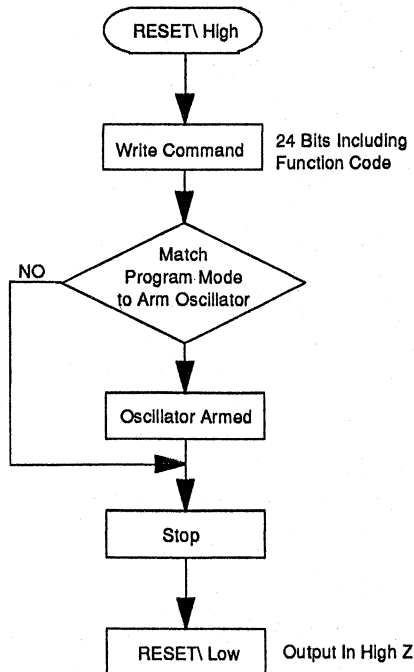 RESET\ High
Write Command
24 Bits Including
Function Code
Match
Program Mode
to Arm Oscillator
NO
Oscillator Armed
Stop
RESET\ Low
Output In High Z